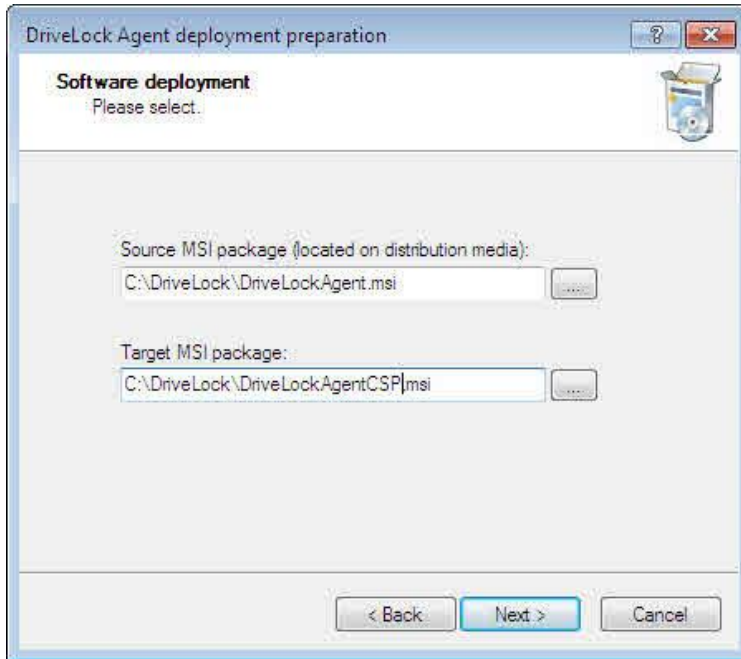 DriveLock Agent deployment preparation
?
Software deployment
Please select.
Source MSI package (located on distribution media):
C:\DriveLock\DriveLockAgent.msi
...
Target MSI package:
C:\DriveLock\DriveLockAgentCSP.msi
...
< Back
Next >
Cancel